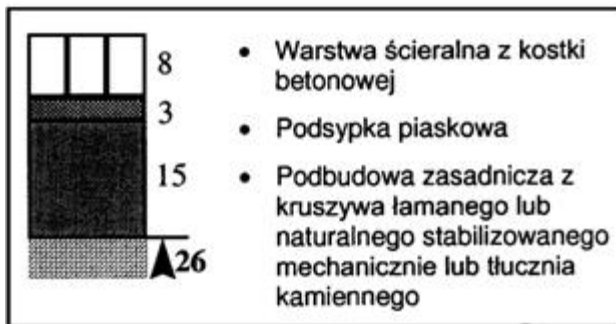 8
3
15
26
• Warstwa ścieralna z kostki
betonowej
• Podsypka piaskowa
• Podbudowa zasadnicza z
kruszywa łamanego lub
naturalnego stabilizowanego
mechanicznie lub tłucznia
kamiennego